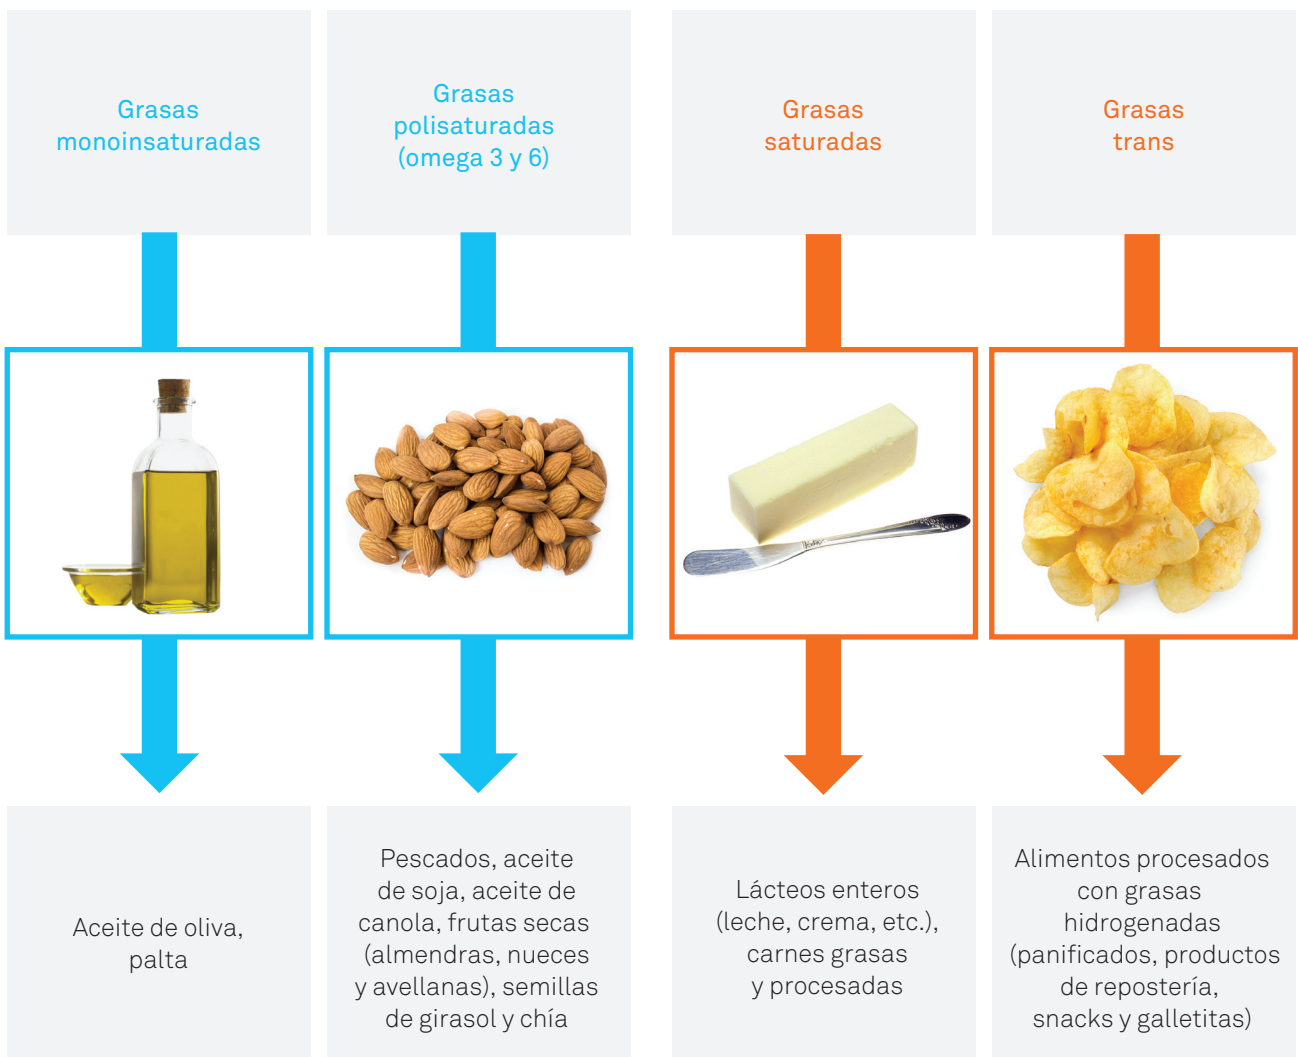 Grasas
monoinsaturadas
Grasas
polisaturadas
(omega 3 y 6)
Grasas
saturadas
Grasas
trans
Aceite de oliva,
palta
Pescados, aceite
de soja, aceite de
canola, frutas secas
(almendras, nueces
y avellanas), semillas
de girasol y chía
Lácteos enteros
(leche, crema, etc.),
carnes grasas
y procesadas
Alimentos procesados
con grasas
hidrogenadas
(panificados, productos
de repostería,
snacks y galletitas)